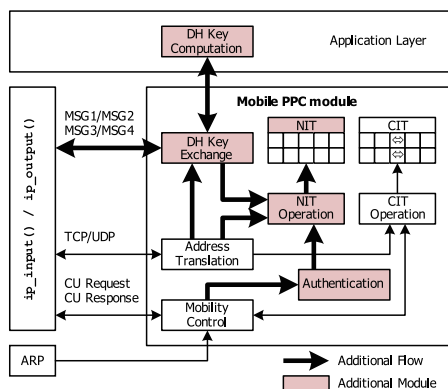 DH Key
Computation
Application Layer
MSG1/MSG2
MSG3/MSG4
Mobile PPC module
NIT
CIT
DH Key
Exchange
ip_input() / ip_output()
NIT
Operation
CIT
Operation
TCP/UDP
Address
Translation
CU Request
CU Response
Authentication
Mobility
Control
ARP
Additional Flow
Additional Module